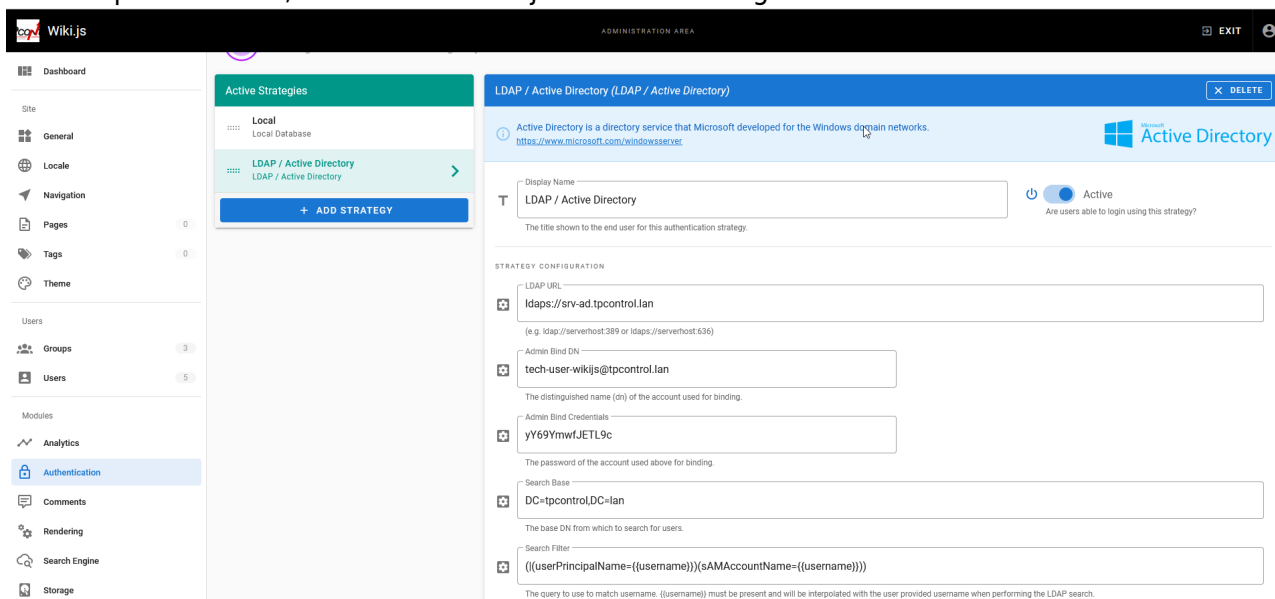 Wiki.js
ADMINISTRATION AREA
EXIT
Dashboard
Site
General
Locale
Navigation
Pages 0
Tags 0
Theme
Users
Groups 3
Users 5
Modules
Analytics
Authentication
Comments
Rendering
Search Engine
Storage
Active Strategies
Local
Local Database
LDAP / Active Directory
LDAP / Active Directory
+ ADD STRATEGY
LDAP / Active Directory (LDAP / Active Directory)
× DELETE
Active Directory is a directory service that Microsoft developed for the Windows domain networks.
https://www.microsoft.com/windowsserver
Microsoft
Active Directory
Display Name
LDAP / Active Directory
The title shown to the end user for this authentication strategy.
Active
Are users able to login using this strategy?
STRATEGY CONFIGURATION
LDAP URL
ldaps://srv-ad.tpcontrol.lan
(e.g. ldap://serverhost:389 or ldaps://serverhost:636)
Admin Bind DN
tech-user-wikijs@tpcontrol.lan
The distinguished name (dn) of the account used for binding.
Admin Bind Credentials
yY69YmwfJETL9c
The password of the account used above for binding.
Search Base
DC=tpcontrol,DC=lan
The base DN from which to search for users.
Search Filter
(|(userPrincipalName={{username}})(sAMAccountName={{username}}))
The query to use to match username. {{username}} must be present and will be interpolated with the user provided username when performing the LDAP search.